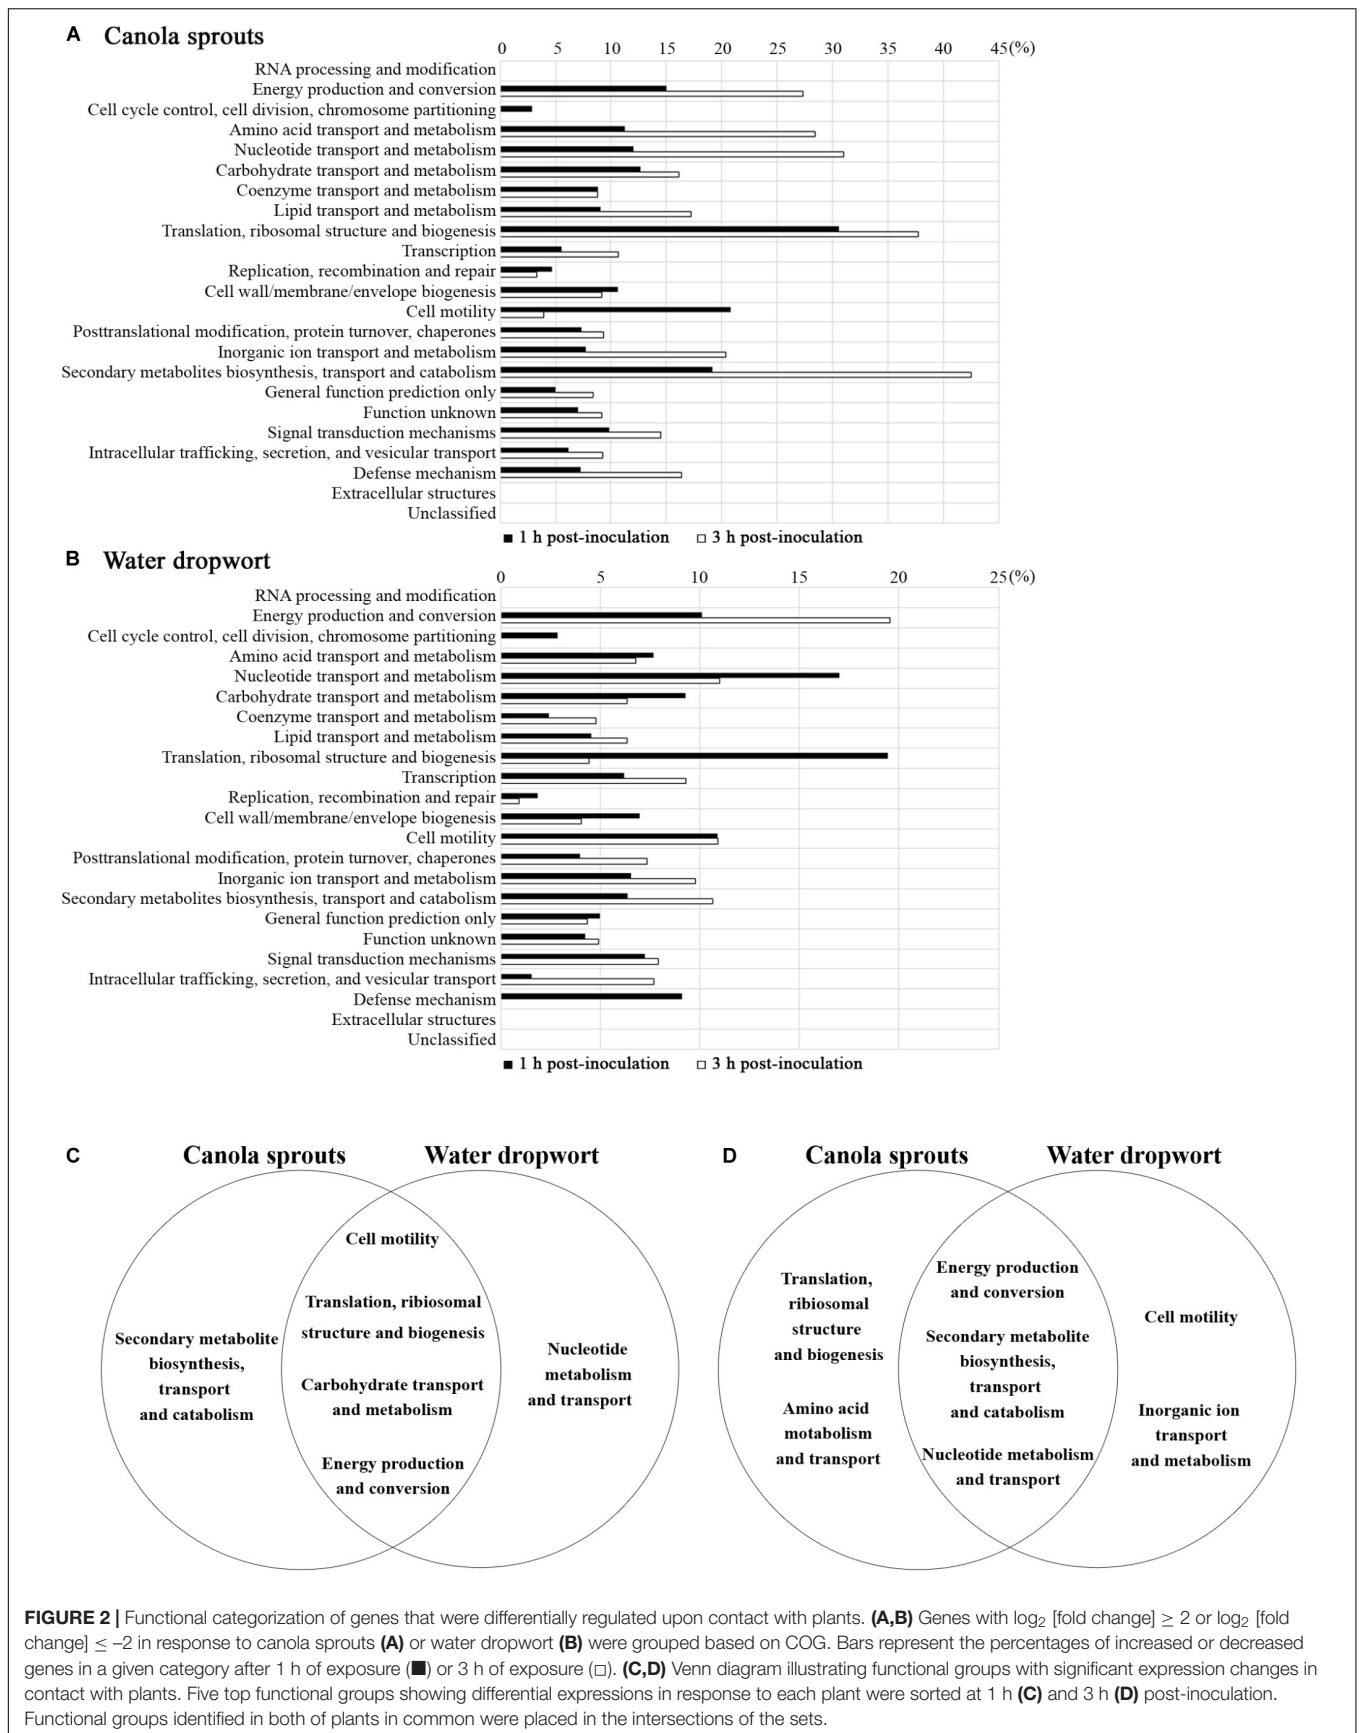 A Canola sprouts
0 5 10 15 20 25 30 35 40 45(%)
RNA processing and modification
Energy production and conversion
Cell cycle control, cell division, chromosome partitioning
Amino acid transport and metabolism
Nucleotide transport and metabolism
Carbohydrate transport and metabolism
Coenzyme transport and metabolism
Lipid transport and metabolism
Translation, ribosomal structure and biogenesis
Transcription
Replication, recombination and repair
Cell wall/membrane/envelope biogenesis
Cell motility
Posttranslational modification, protein turnover, chaperones
Inorganic ion transport and metabolism
Secondary metabolites biosynthesis, transport and catabolism
General function prediction only
Function unknown
Signal transduction mechanisms
Intracellular trafficking, secretion, and vesicular transport
Defense mechanism
Extracellular structures
Unclassified
■ 1 h post-inoculation □ 3 h post-inoculation
B Water dropwort
0 5 10 15 20 25(%)
RNA processing and modification
Energy production and conversion
Cell cycle control, cell division, chromosome partitioning
Amino acid transport and metabolism
Nucleotide transport and metabolism
Carbohydrate transport and metabolism
Coenzyme transport and metabolism
Lipid transport and metabolism
Translation, ribosomal structure and biogenesis
Transcription
Replication, recombination and repair
Cell wall/membrane/envelope biogenesis
Cell motility
Posttranslational modification, protein turnover, chaperones
Inorganic ion transport and metabolism
Secondary metabolites biosynthesis, transport and catabolism
General function prediction only
Function unknown
Signal transduction mechanisms
Intracellular trafficking, secretion, and vesicular transport
Defense mechanism
Extracellular structures
Unclassified
■ 1 h post-inoculation □ 3 h post-inoculation
C Canola sprouts Water dropwort
Secondary metabolite
biosynthesis,
transport
and catabolism
Cell motility
Translation, ribiosomal
structure and biogenesis
Carbohydrate transport
and metabolism
Energy production
and conversion
Nucleotide
metabolism
and transport
D Canola sprouts Water dropwort
Translation,
ribiosomal
structure
and biogenesis
Amino acid
motabolism
and transport
Energy production
and conversion
Secondary metabolite
biosynthesis,
transport
and catabolism
Nucleotide metabolism
and transport
Cell motility
Inorganic ion
transport
and metabolism
FIGURE 2 | Functional categorization of genes that were differentially regulated upon contact with plants. (A,B) Genes with log₂ [fold change] ≥ 2 or log₂ [fold
change] ≤ –2 in response to canola sprouts (A) or water dropwort (B) were grouped based on COG. Bars represent the percentages of increased or decreased
genes in a given category after 1 h of exposure (■) or 3 h of exposure (□). (C,D) Venn diagram illustrating functional groups with significant expression changes in
contact with plants. Five top functional groups showing differential expressions in response to each plant were sorted at 1 h (C) and 3 h (D) post-inoculation.
Functional groups identified in both of plants in common were placed in the intersections of the sets.